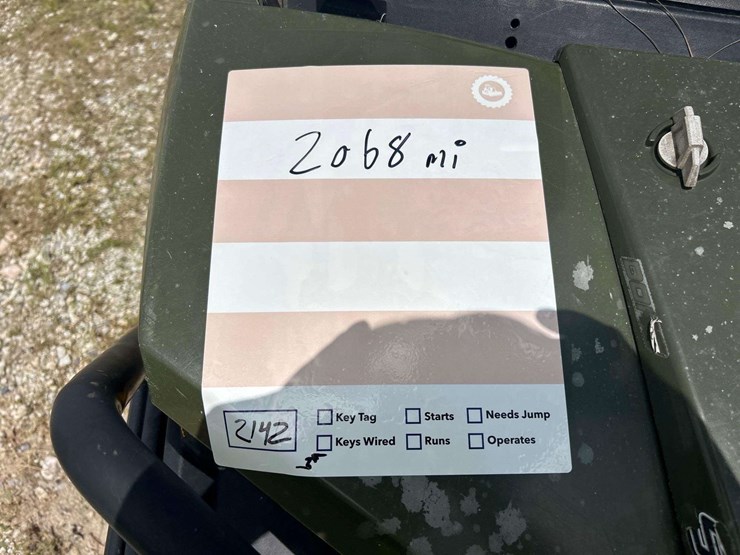 2068 mi
2142
Key Tag
Starts
Needs Jump
Keys Wired
Runs
Operates